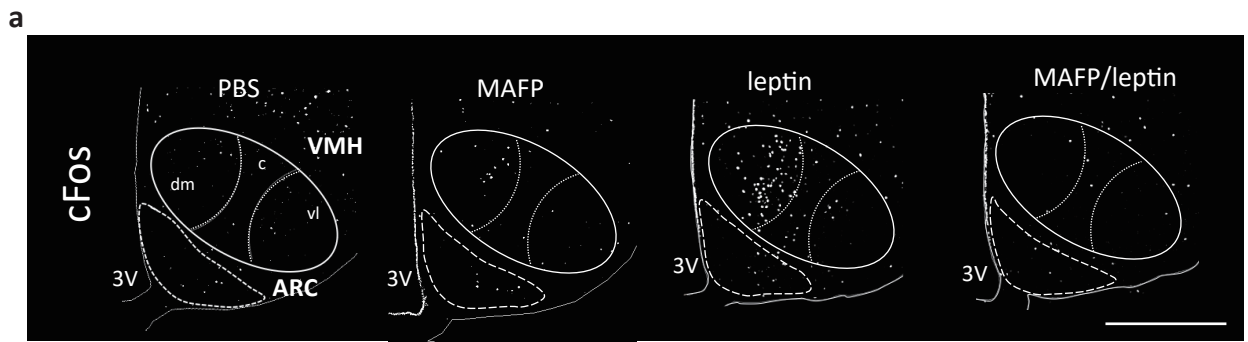 a
cFos
PBS
MAFP
leptin
MAFP/leptin
VMH
c
dm
vl
3V
ARC
3V
3V
3V